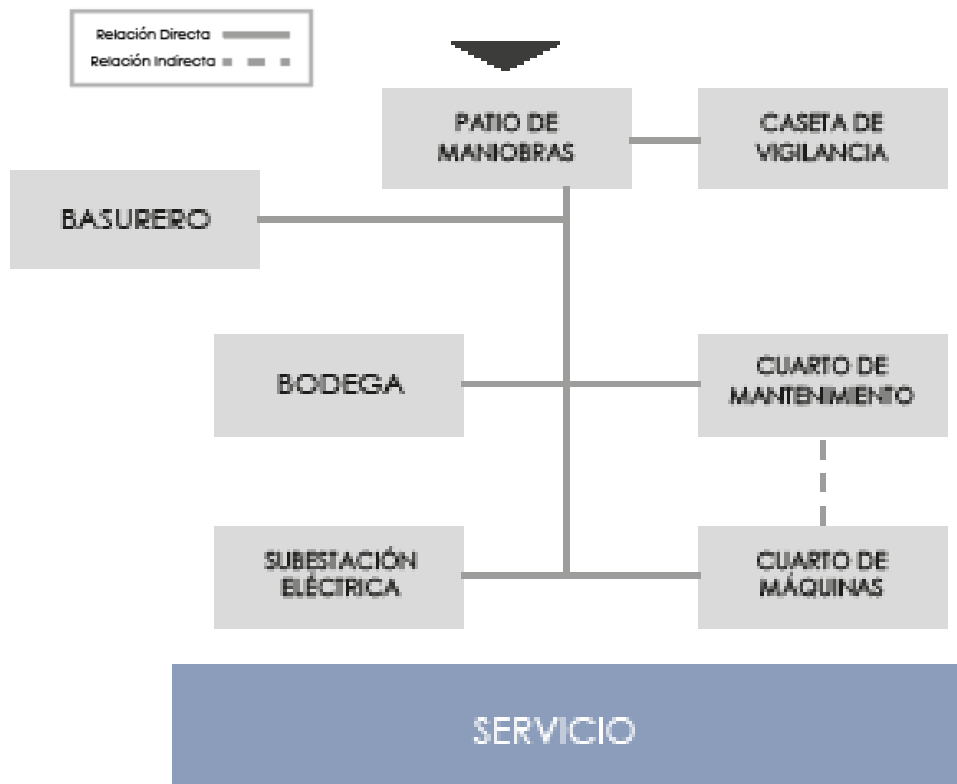 Relación Directa
Relación Indirecta
PATIO DE
MANIOBRAS
CASETA DE
VIGILANCIA
BASURERO
BODEGA
CUARTO DE
MANTENIMIENTO
SUBESTACIÓN
ELÉCTRICA
CUARTO DE
MÁQUINAS
SERVICIO